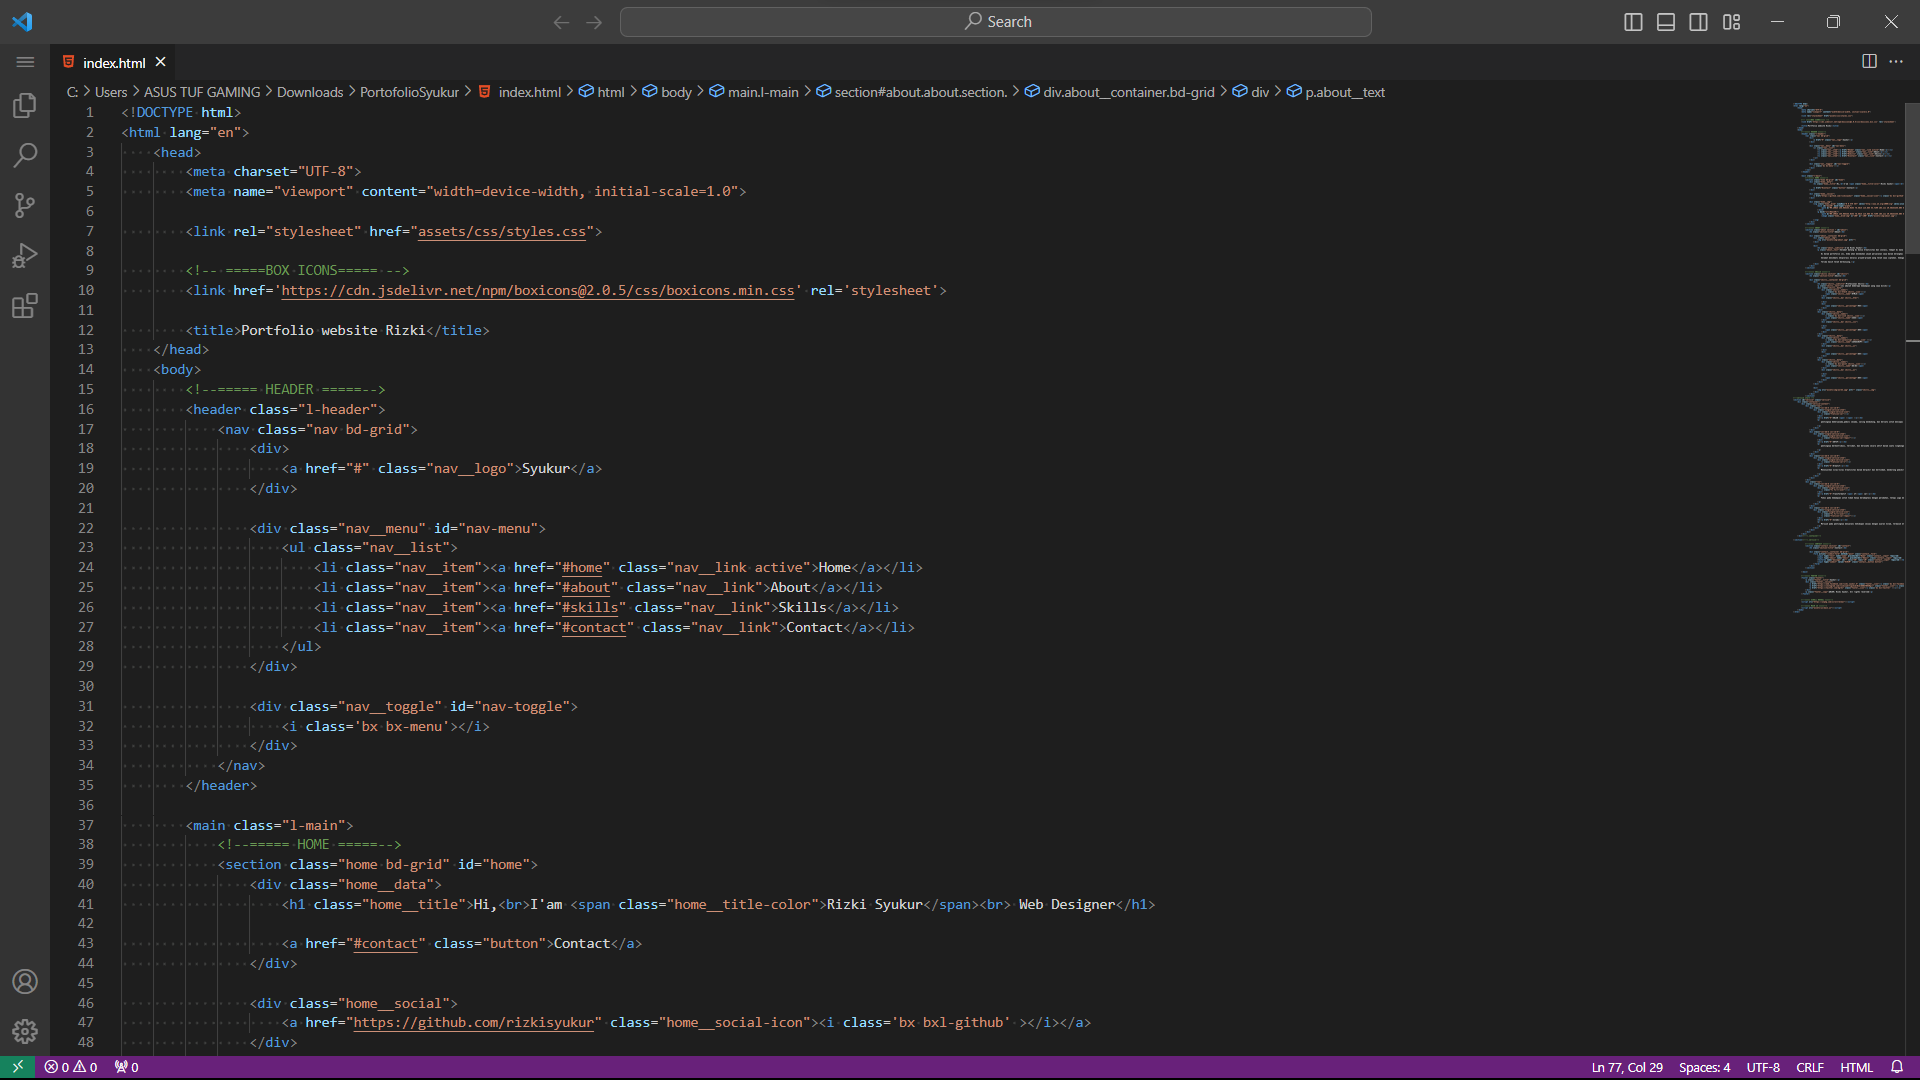 Search
index.html
C: > Users > ASUS TUF GAMING > Downloads > PortofolioSyukur > index.html > html > body > main.l-main > section#about.about.section. > div.about__container.bd-grid > div > p.about__text
1 <!DOCTYPE html>
2 <html lang="en">
3 <head>
4 <meta charset="UTF-8">
5 <meta name="viewport" content="width=device-width, initial-scale=1.0">
6
7 <link rel="stylesheet" href="assets/css/styles.css">
8
9 <!-- =====BOX ICONS===== -->
10 <link href='https://cdn.jsdelivr.net/npm/boxicons@2.0.5/css/boxicons.min.css' rel='stylesheet'>
11
12 <title>Portfolio website Rizki</title>
13 </head>
14 <body>
15 <!--===== HEADER =====-->
16 <header class="l-header">
17 <nav class="nav bd-grid">
18 <div>
19 <a href="#" class="nav__logo">Syukur</a>
20 </div>
21
22 <div class="nav__menu" id="nav-menu">
23 <ul class="nav__list">
24 <li class="nav__item"><a href="#home" class="nav__link active">Home</a></li>
25 <li class="nav__item"><a href="#about" class="nav__link">About</a></li>
26 <li class="nav__item"><a href="#skills" class="nav__link">Skills</a></li>
27 <li class="nav__item"><a href="#contact" class="nav__link">Contact</a></li>
28 </ul>
29 </div>
30
31 <div class="nav__toggle" id="nav-toggle">
32 <i class='bx bx-menu'></i>
33 </div>
34 </nav>
35 </header>
36
37 <main class="l-main">
38 <!--===== HOME =====-->
39 <section class="home bd-grid" id="home">
40 <div class="home__data">
41 <h1 class="home__title">Hi,<br>I'am <span class="home__title-color">Rizki Syukur</span><br> Web Designer</h1>
42
43 <a href="#contact" class="button">Contact</a>
44 </div>
45
46 <div class="home__social">
47 <a href="https://github.com/rizkisyukur" class="home__social-icon"><i class='bx bxl-github' ></i></a>
48 </div>
0 0 0 Ln 77, Col 29 Spaces: 4 UTF-8 CRLF HTML